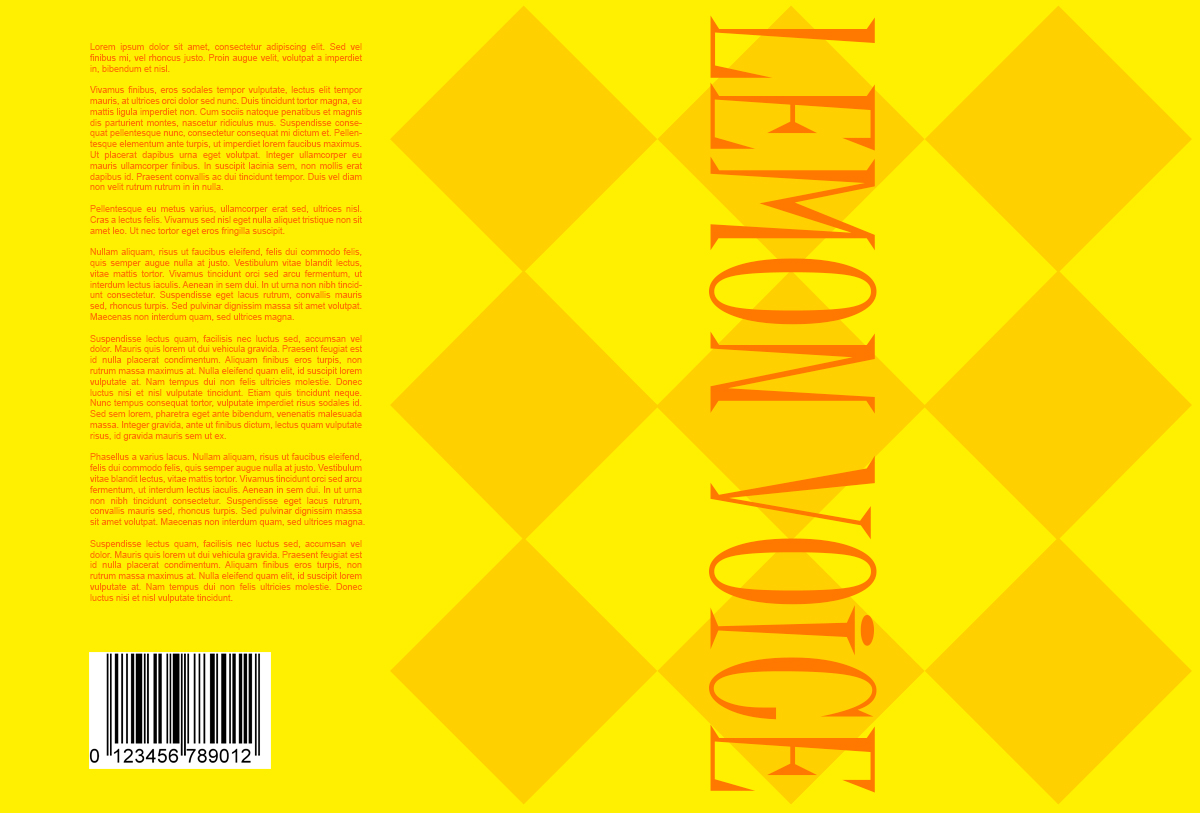 Lorem ipsum dolor sit amet, consectetur adipiscing elit. Sed vel
finibus mi, vel rhoncus justo. Proin augue velit, volutpat a imperdiet
in, bibendum et nisl.
Vivamus finibus, eros sodales tempor vulputate, lectus elit tempor
mauris, at ultrices orci dolor sed nunc. Duis tincidunt tortor magna, eu
mattis ligula imperdiet non. Cum sociis natoque penatibus et magnis
dis parturient montes, nascetur ridiculus mus. Suspendisse conse-
quat pellentesque nunc, consectetur consequat mi dictum et. Pellen-
tesque elementum ante turpis, ut imperdiet lorem faucibus maximus.
Ut placerat dapibus urna eget volutpat. Integer ullamcorper eu
mauris ullamcorper finibus. In suscipit lacinia sem, non mollis erat
dapibus id. Praesent convallis ac dui tincidunt tempor. Duis vel diam
non velit rutrum rutrum in in nulla.
Pellentesque eu metus varius, ullamcorper erat sed, ultrices nisl.
Cras a lectus felis. Vivamus sed nisl eget nulla aliquet tristique non sit
amet leo. Ut nec tortor eget eros fringilla suscipit.
Nullam aliquam, risus ut faucibus eleifend, felis dui commodo felis,
quis semper augue nulla at justo. Vestibulum vitae blandit lectus,
vitae mattis tortor. Vivamus tincidunt orci sed arcu fermentum, ut
interdum lectus iaculis. Aenean in sem dui. In ut urna non nibh tincid-
unt consectetur. Suspendisse eget lacus rutrum, convallis mauris
sed, rhoncus turpis. Sed pulvinar dignissim massa sit amet volutpat.
Maecenas non interdum quam, sed ultrices magna.
Suspendisse lectus quam, facilisis nec luctus sed, accumsan vel
dolor. Mauris quis lorem ut dui vehicula gravida. Praesent feugiat est
id nulla placerat condimentum. Aliquam finibus eros turpis, non
rutrum massa maximus at. Nulla eleifend quam elit, id suscipit lorem
vulputate at. Nam tempus dui non felis ultricies molestie. Donec
luctus nisi et nisl vulputate tincidunt. Etiam quis tincidunt neque.
Nunc tempus consequat tortor, vulputate imperdiet risus sodales id.
Sed sem lorem, pharetra eget ante bibendum, venenatis malesuada
massa. Integer gravida, ante ut finibus dictum, lectus quam vulputate
risus, id gravida mauris sem ut ex.
Phasellus a varius lacus. Nullam aliquam, risus ut faucibus eleifend,
felis dui commodo felis, quis semper augue nulla at justo. Vestibulum
vitae blandit lectus, vitae mattis tortor. Vivamus tincidunt orci sed arcu
fermentum, ut interdum lectus iaculis. Aenean in sem dui. In ut urna
non nibh tincidunt consectetur. Suspendisse eget lacus rutrum,
convallis mauris sed, rhoncus turpis. Sed pulvinar dignissim massa
sit amet volutpat. Maecenas non interdum quam, sed ultrices magna.
Suspendisse lectus quam, facilisis nec luctus sed, accumsan vel
dolor. Mauris quis lorem ut dui vehicula gravida. Praesent feugiat est
id nulla placerat condimentum. Aliquam finibus eros turpis, non
rutrum massa maximus at. Nulla eleifend quam elit, id suscipit lorem
vulputate at. Nam tempus dui non felis ultricies molestie. Donec
luctus nisi et nisl vulputate tincidunt.
0 123456 789012
LEMON VOiCE